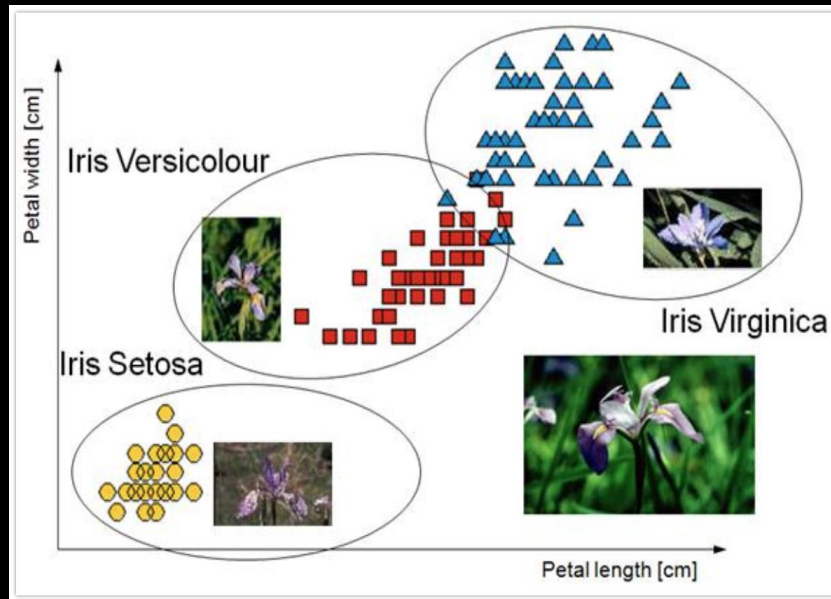 Petal width [cm]
Iris Versicolour
Iris Setosa
Iris Virginica
Petal length [cm]